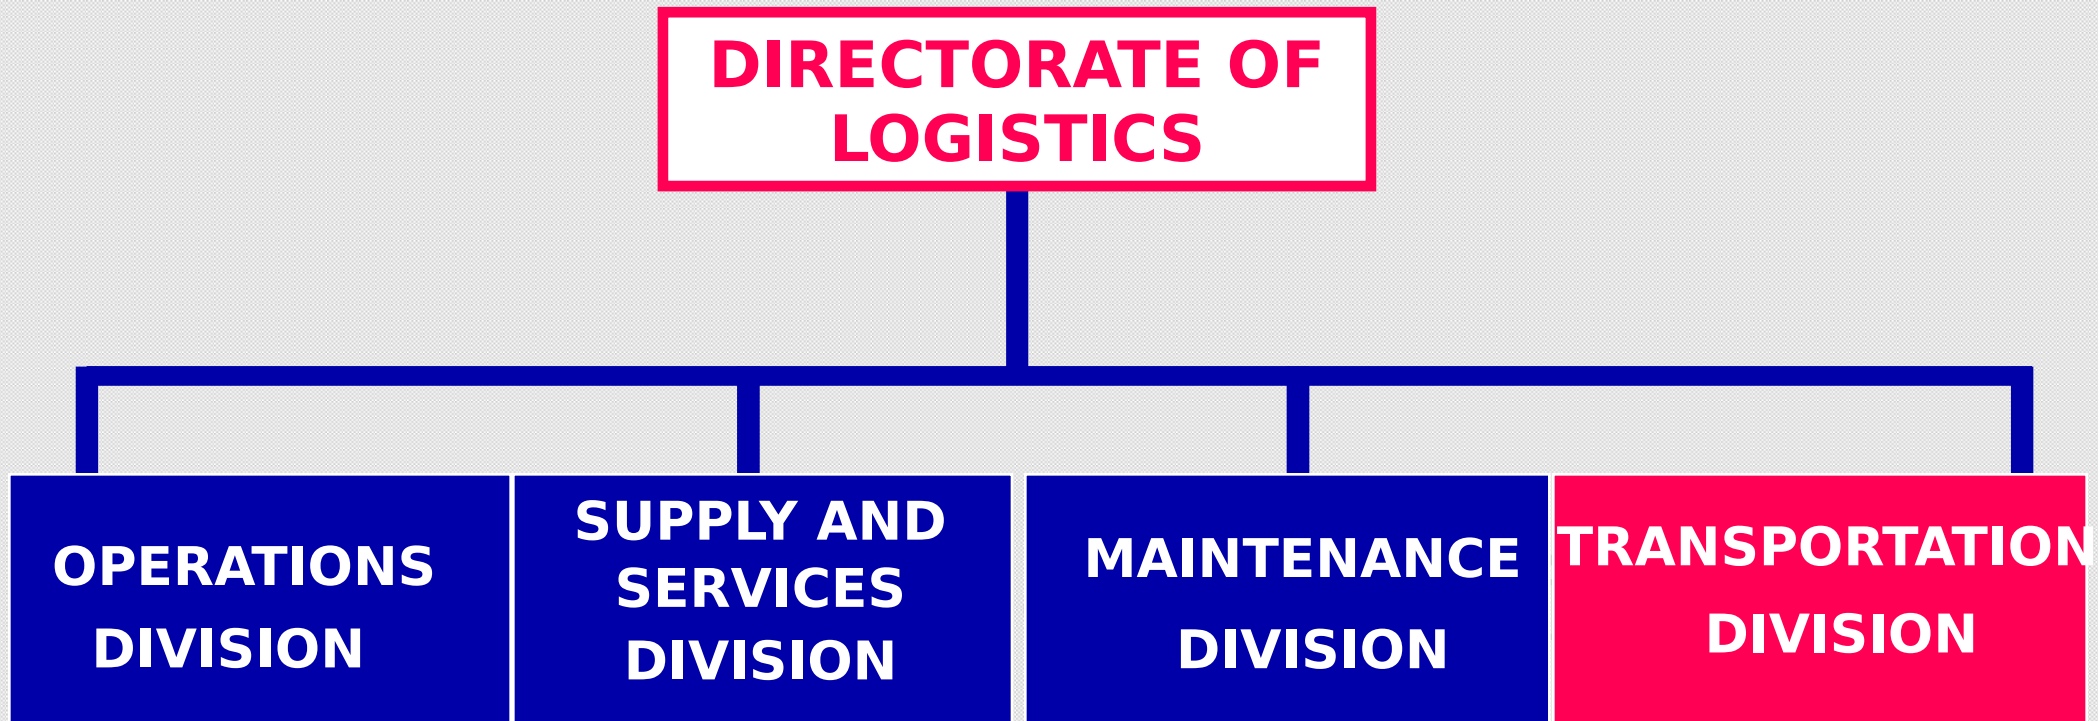 DIRECTORATE OF
LOGISTICS
OPERATIONS
DIVISION
SUPPLY AND
SERVICES
DIVISION
MAINTENANCE
DIVISION
TRANSPORTATION
DIVISION